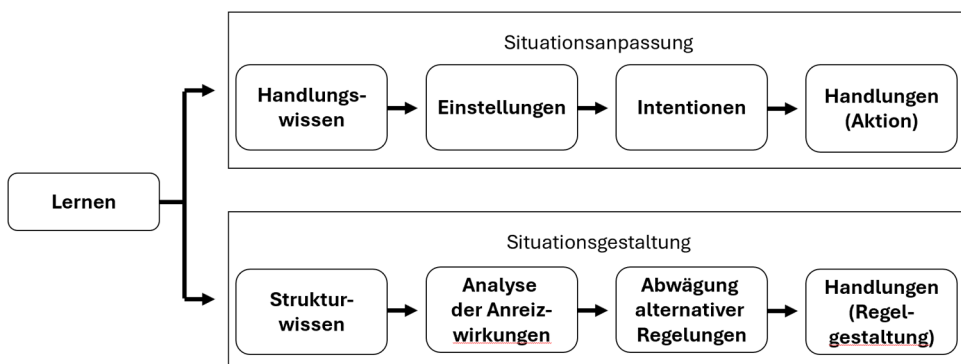 Situationsanpassung
Handlungs-
wissen
Einstellungen
Intentionen
Handlungen
(Aktion)
Lernen
Situationsgestaltung
Struktur-
wissen
Analyse
der Anreiz-
wirkungen
Abwägung
alternativer
Regelungen
Handlungen
(Regel-
gestaltung)